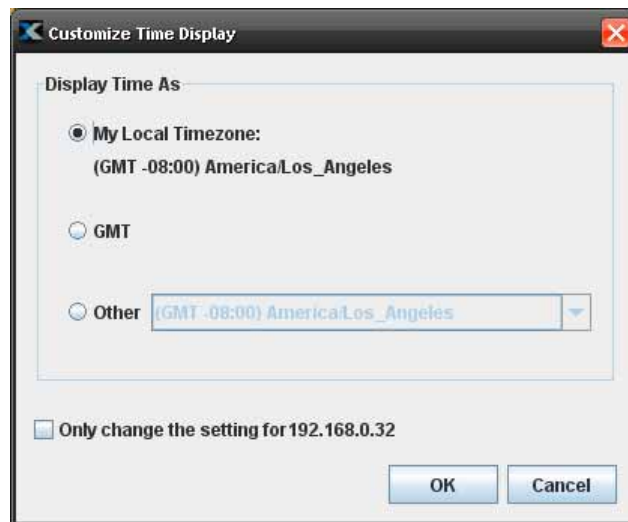 Customize Time Display
Display Time As
My Local Timezone:
(GMT -08:00) America/Los_Angeles
GMT
Other (GMT -08:00) America/Los_Angeles
Only change the setting for 192.168.0.32
OK Cancel